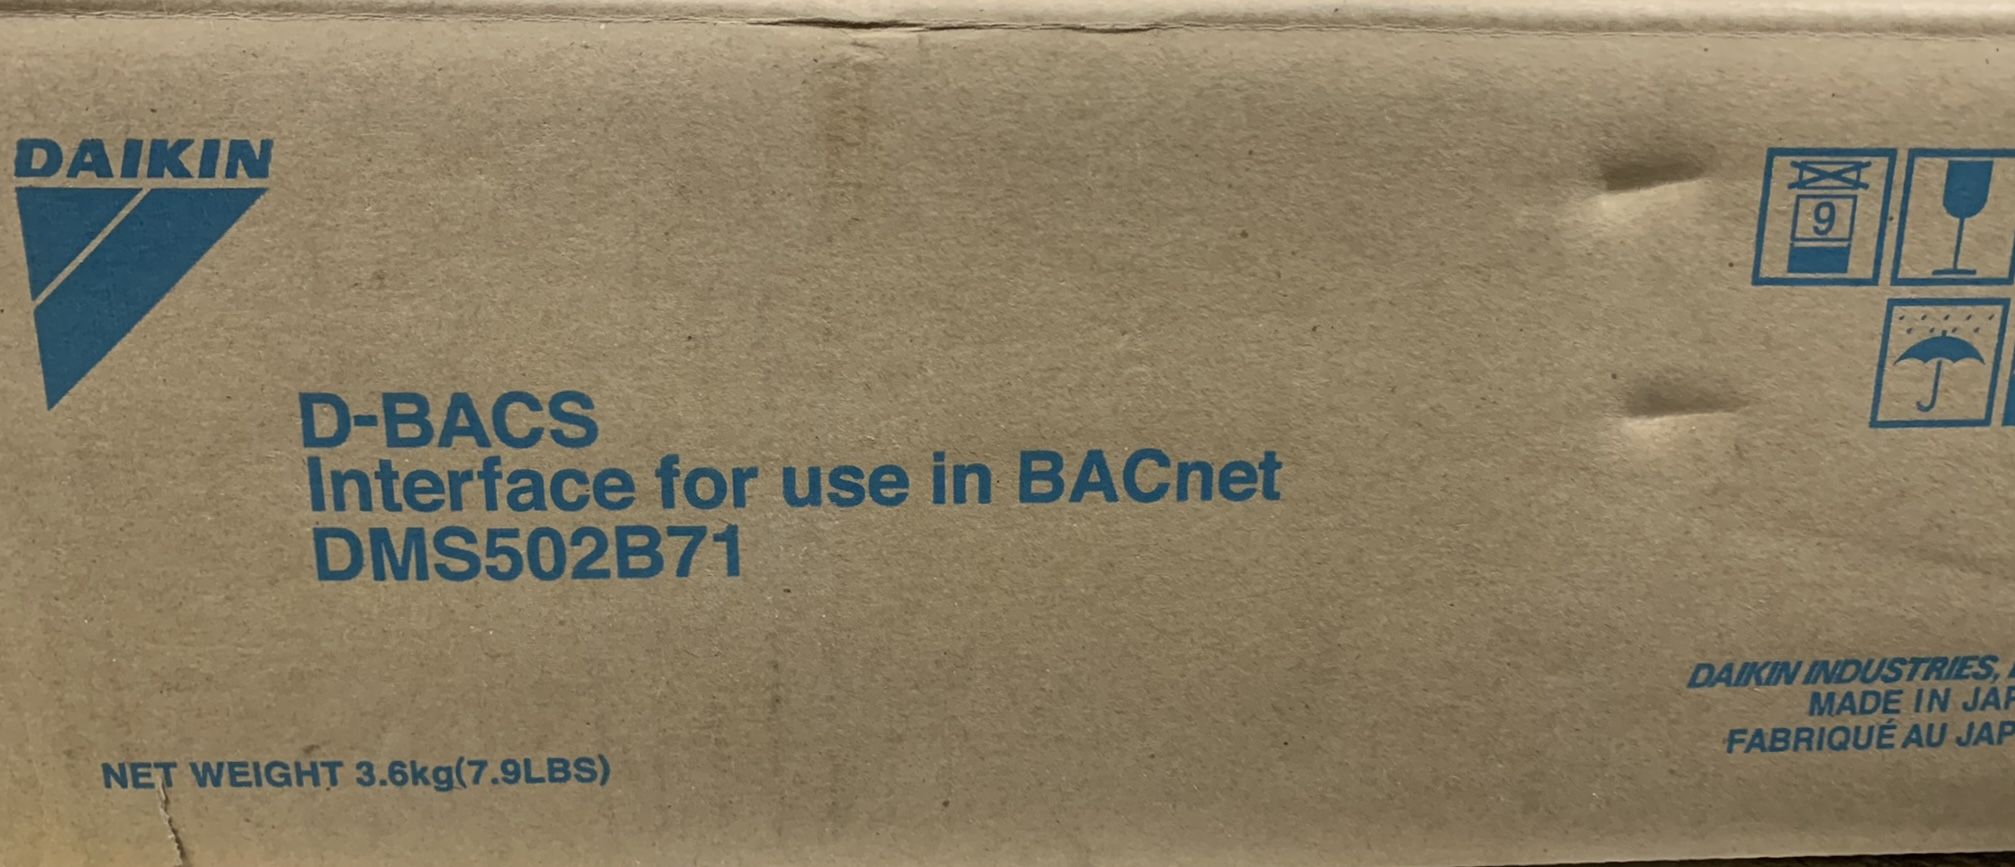 DAIKIN
9
D-BACS
Interface for use in BACnet
DMS502B71
DAIKIN INDUSTRIES,
MADE IN
FABRIQUÉ AU
NET WEIGHT 3.6kg(7.9LBS)